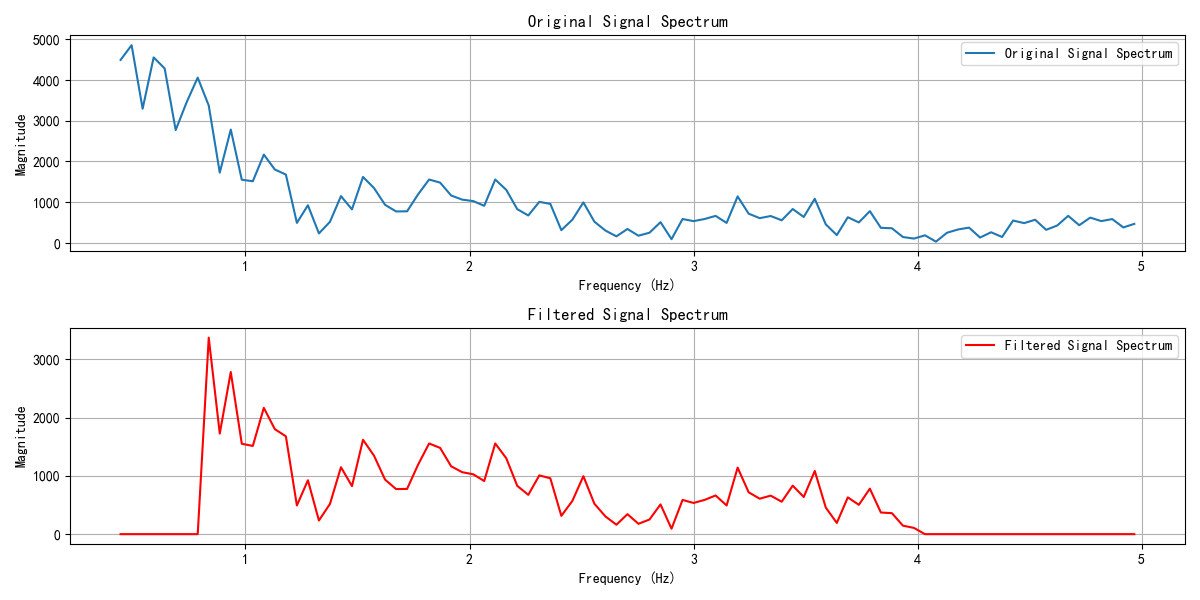 Original Signal Spectrum
Original Signal Spectrum
5000
4000
3000
2000
1000
0
Magnitude
1
2
3
4
5
Frequency (Hz)
Filtered Signal Spectrum
Filtered Signal Spectrum
3000
2000
1000
0
Magnitude
1
2
3
4
5
Frequency (Hz)